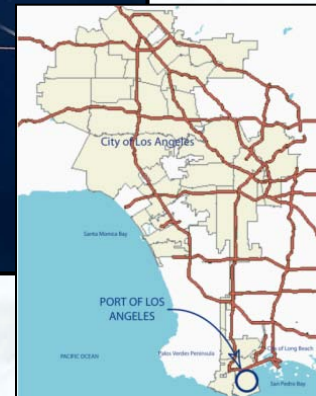 City of Los Angeles
Santa Monica Bay
PORT OF LOS
ANGELES
Palos Verdes Peninsula
City of Long Beach
PACIFIC OCEAN
San Pedro Bay